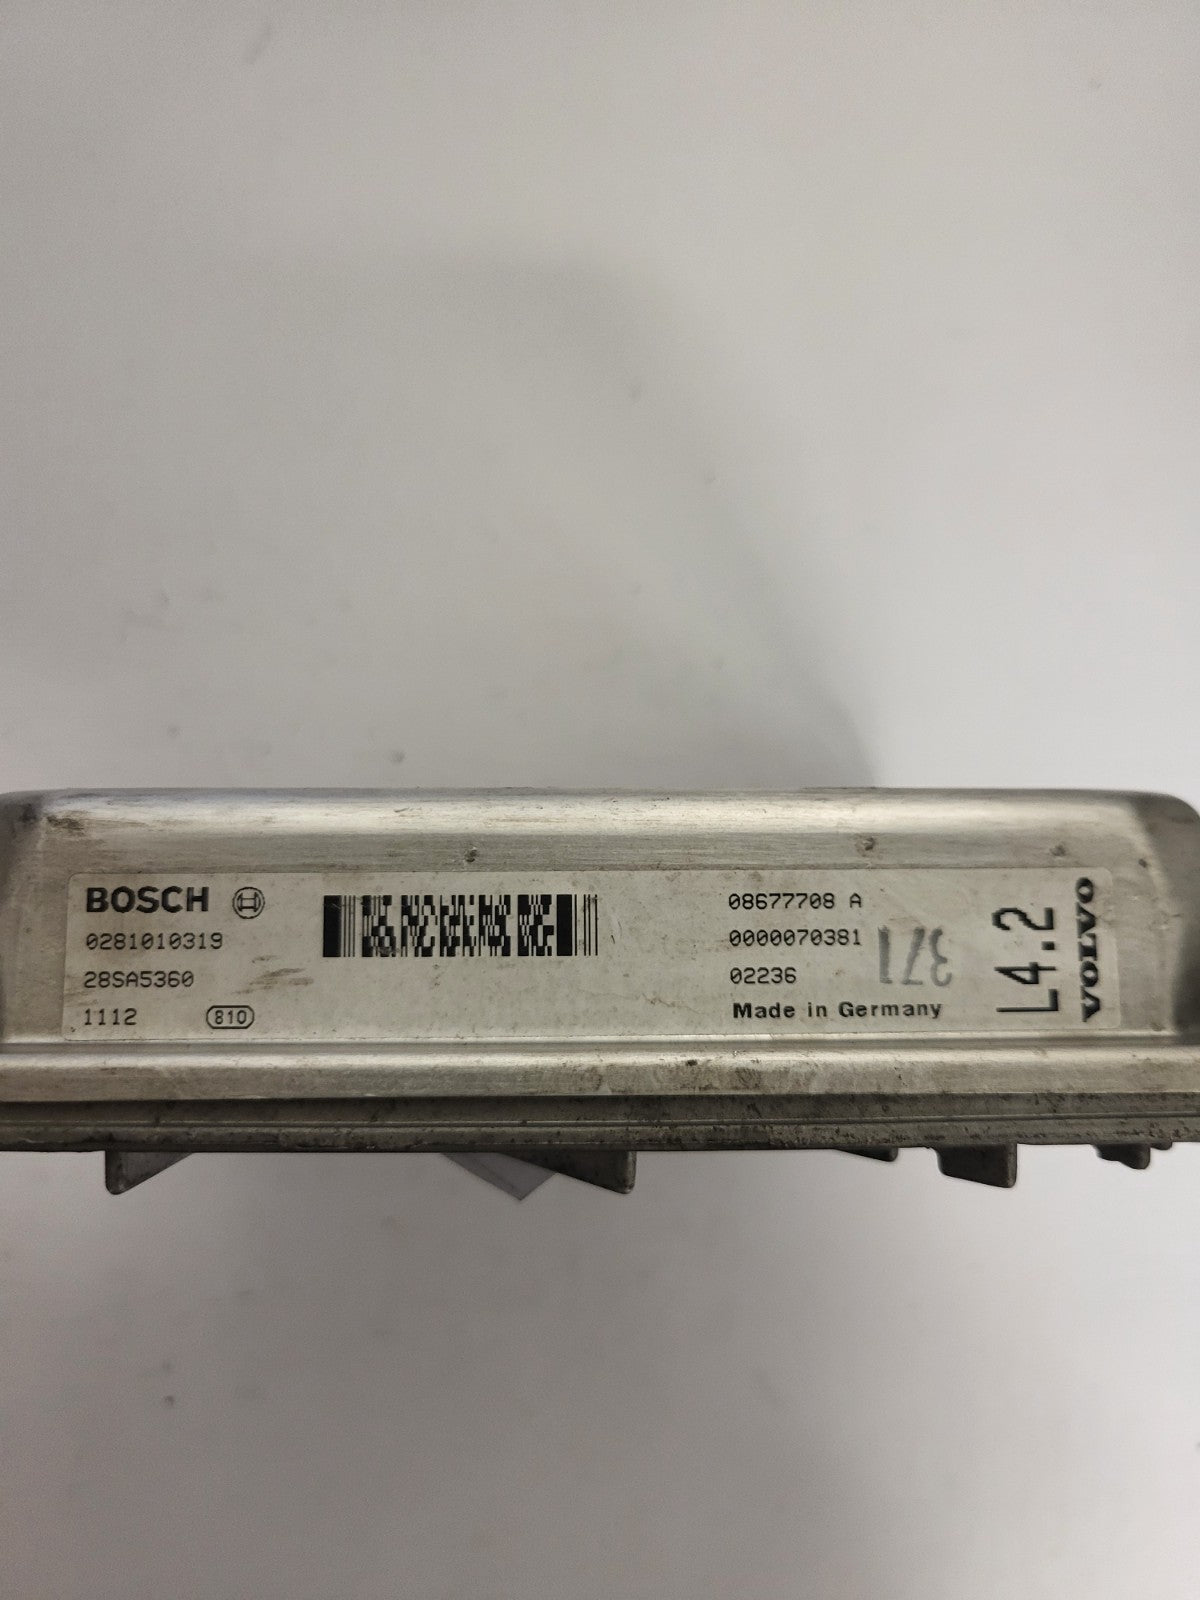 BOSCH
0281010319
28SA5360
1112 810
08677708 A
0000070381
02236
Made in Germany
371
L4.2
VOLVO